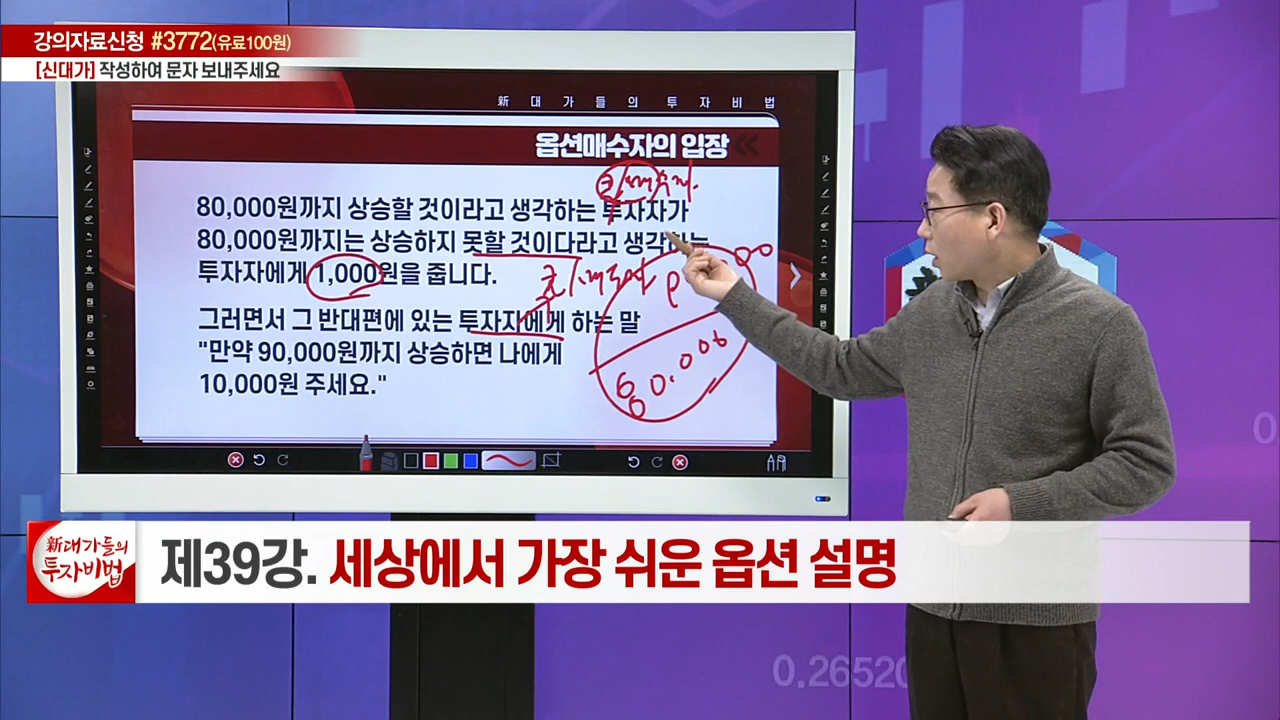 강의자료신청 #3772(유료100원)
[신대가] 작성하여 문자 보내주세요
新대가들의 투자비법
옵션매수자의 입장
80,000원까지 상승할 것이라고 생각하는 투자자가
80,000원까지는 상승하지 못할 것이다라고 생각하는
투자자에게 1,000원을 줍니다.
그러면서 그 반대편에 있는 투자자에게 하는 말
"만약 90,000원까지 상승하면 나에게
10,000원 주세요."
80.000
新대가들의
투자비법
제39강. 세상에서 가장 쉬운 옵션 설명
0.26520